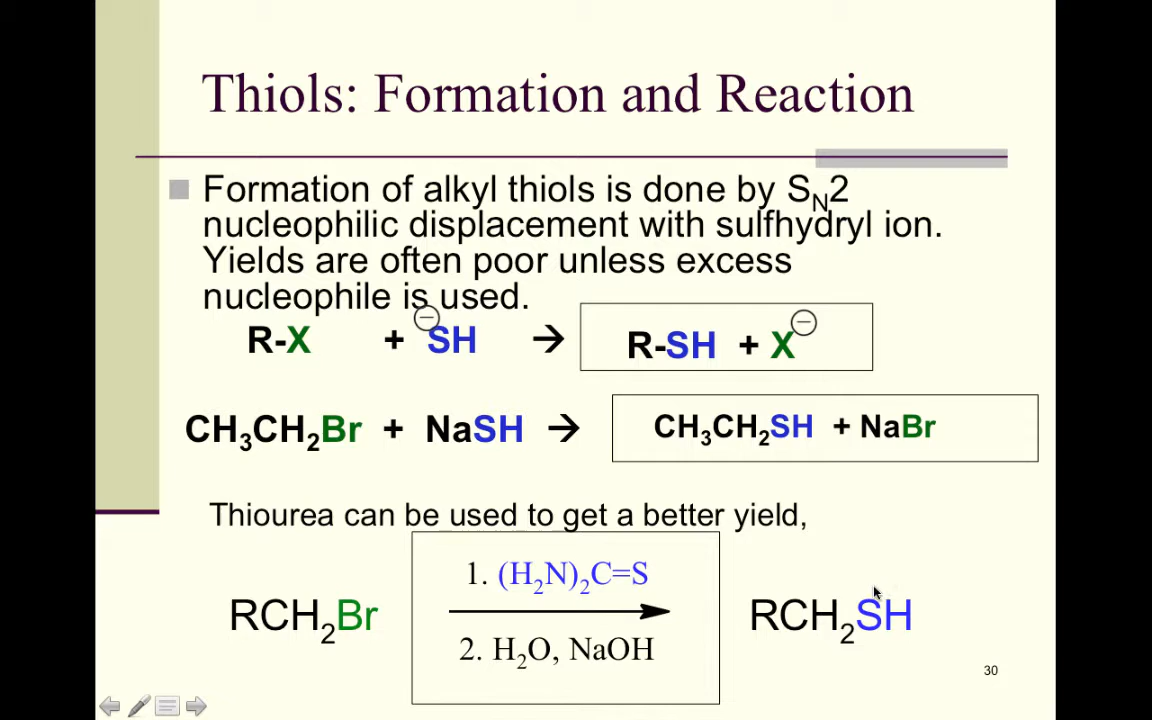 Thiols: Formation and Reaction
Formation of alkyl thiols is done by SN2
nucleophilic displacement with sulfhydryl ion.
Yields are often poor unless excess
nucleophile is used.
R-X + ⊖SH → R-SH + X⊖
CH3CH2Br + NaSH → CH3CH2SH + NaBr
Thiourea can be used to get a better yield,
1. (H2N)2C=S
RCH2Br RCH2SH
2. H2O, NaOH
30